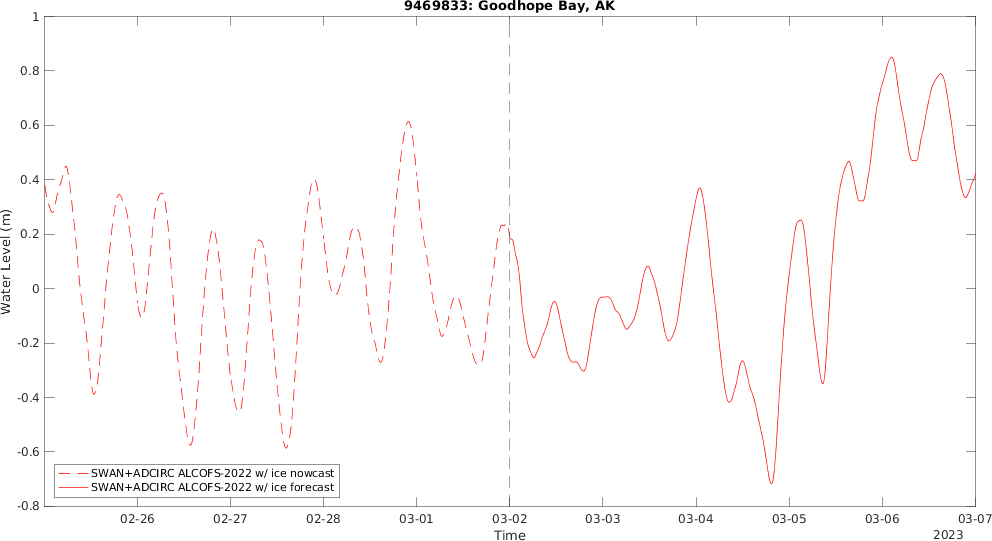 9469833: Goodhope Bay, AK
1
0.8
0.6
0.4
0.2
0
-0.2
-0.4
-0.6
-0.8
Water Level (m)
SWAN+ADCIRC ALCOFS-2022 w/ ice nowcast
SWAN+ADCIRC ALCOFS-2022 w/ ice forecast
02-26 02-27 02-28 03-01 03-02 03-03 03-04 03-05 03-06 03-07
Time
2023